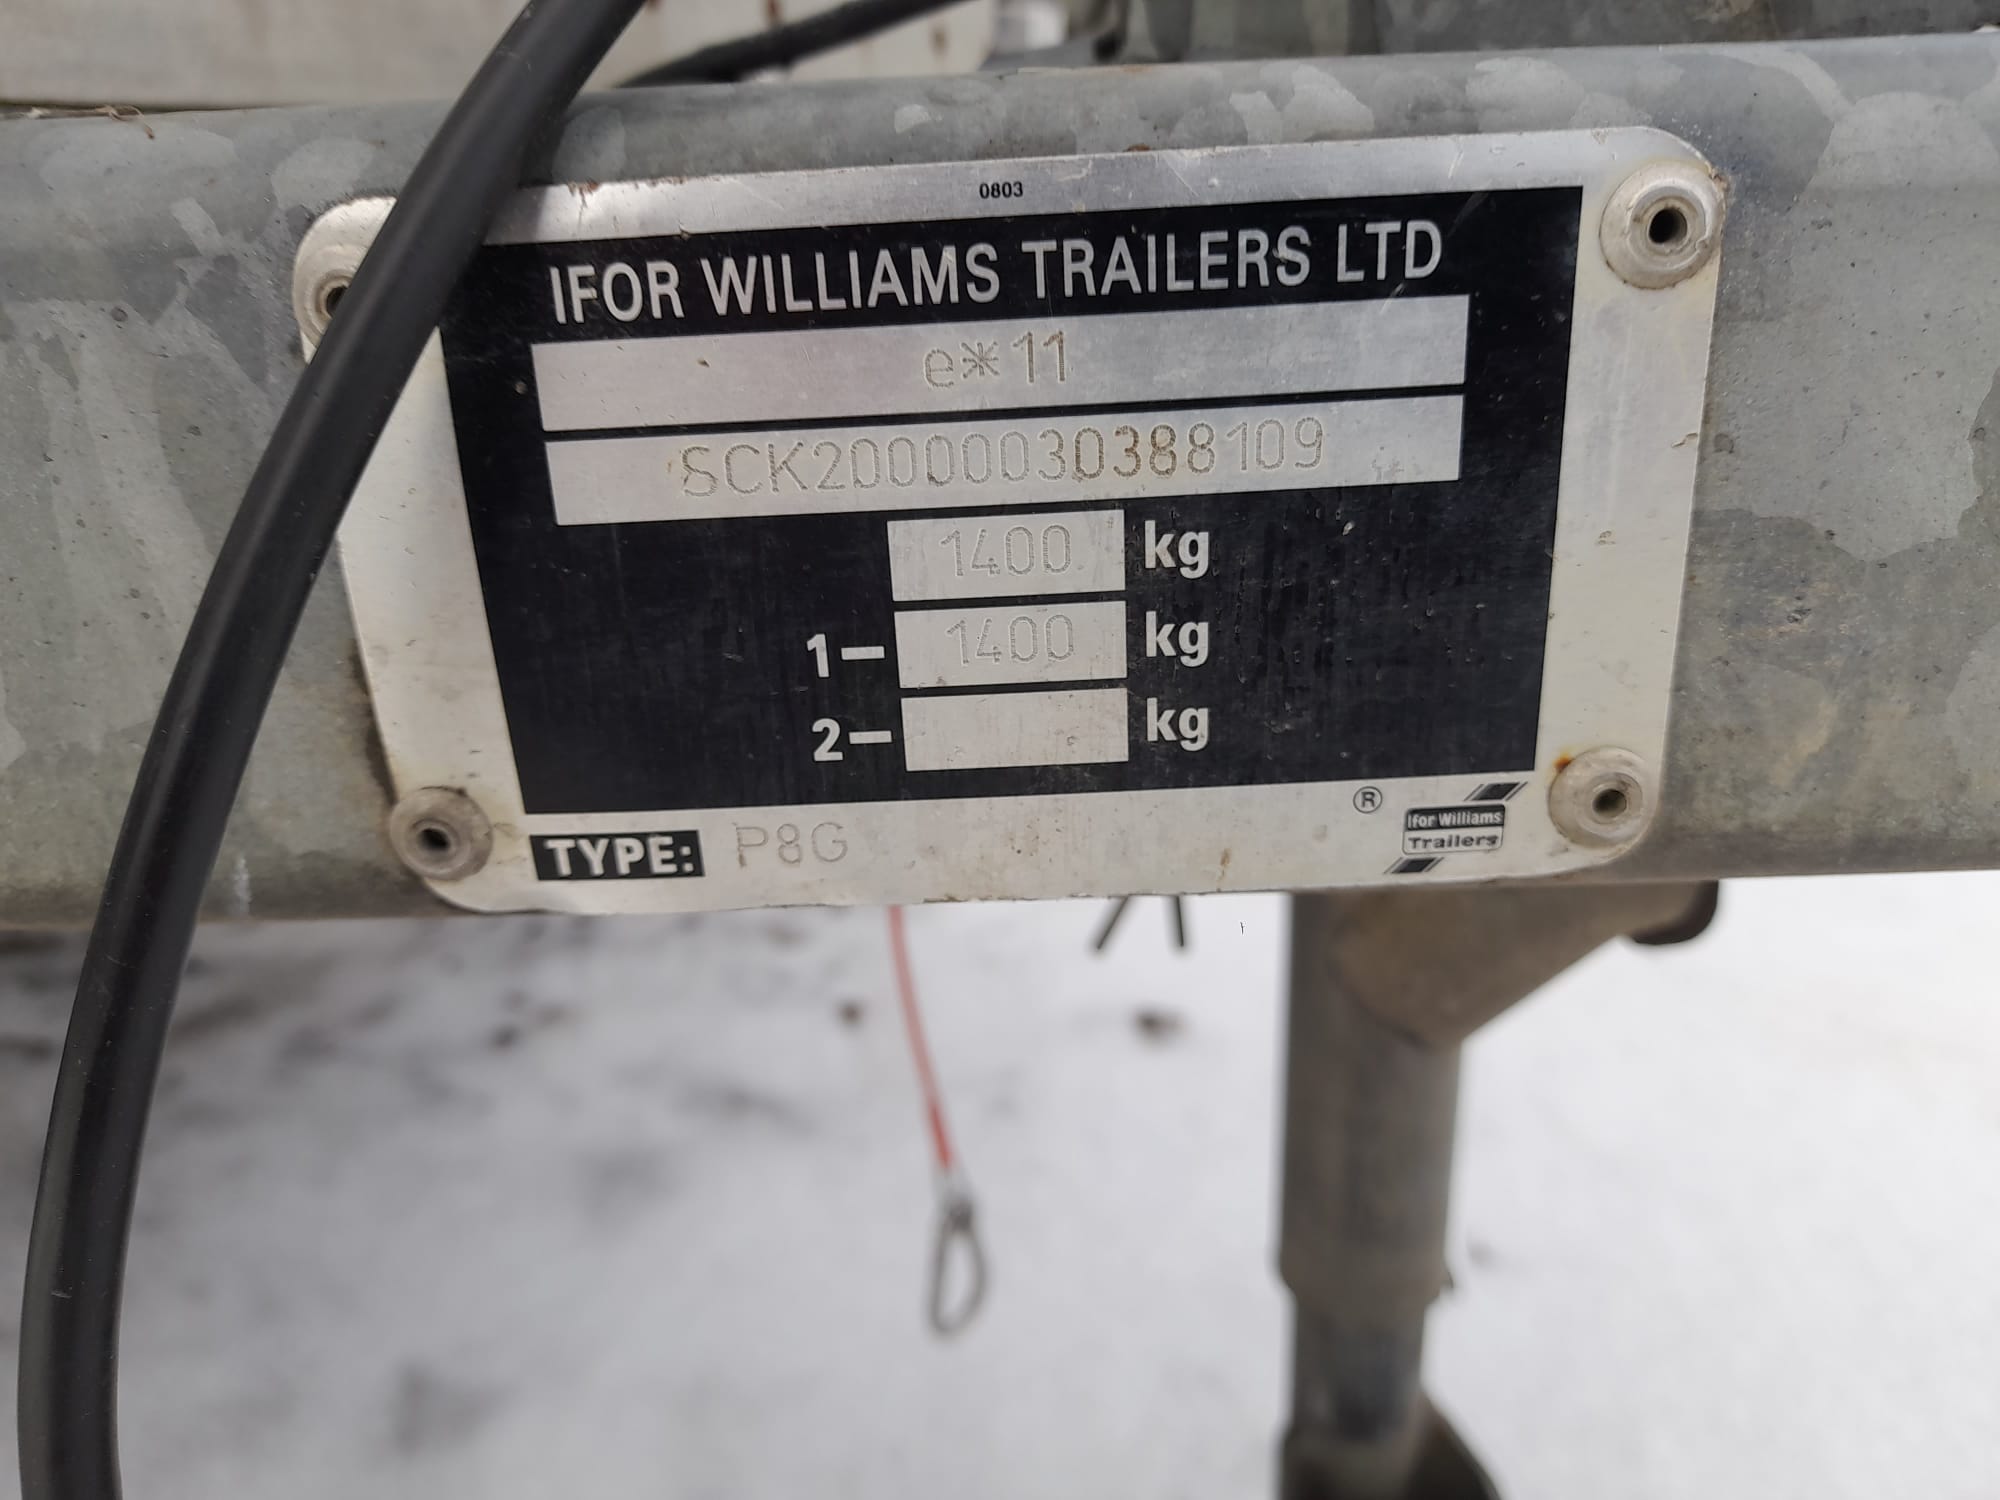 0803
IFOR WILLIAMS TRAILERS LTD
e*11
SCK20000030388109
1400 kg
1- 1400 kg
2- kg
TYPE: P8G
®
Ifor Williams
Trailers